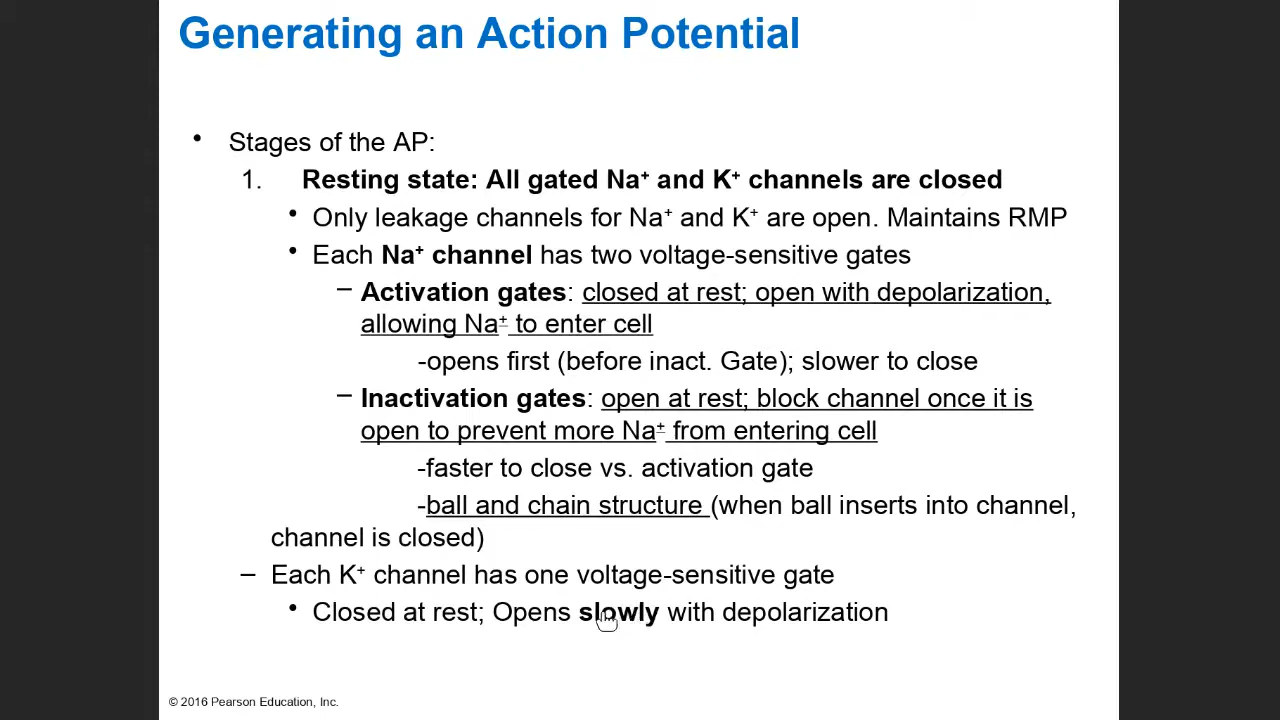 Generating an Action Potential
• Stages of the AP:
1. Resting state: All gated Na⁺ and K⁺ channels are closed
• Only leakage channels for Na⁺ and K⁺ are open. Maintains RMP
• Each Na⁺ channel has two voltage-sensitive gates
– Activation gates: closed at rest; open with depolarization,
allowing Na⁺ to enter cell
-opens first (before inact. Gate); slower to close
– Inactivation gates: open at rest; block channel once it is
open to prevent more Na⁺ from entering cell
-faster to close vs. activation gate
-ball and chain structure (when ball inserts into channel,
channel is closed)
– Each K⁺ channel has one voltage-sensitive gate
• Closed at rest; Opens slowly with depolarization
© 2016 Pearson Education, Inc.